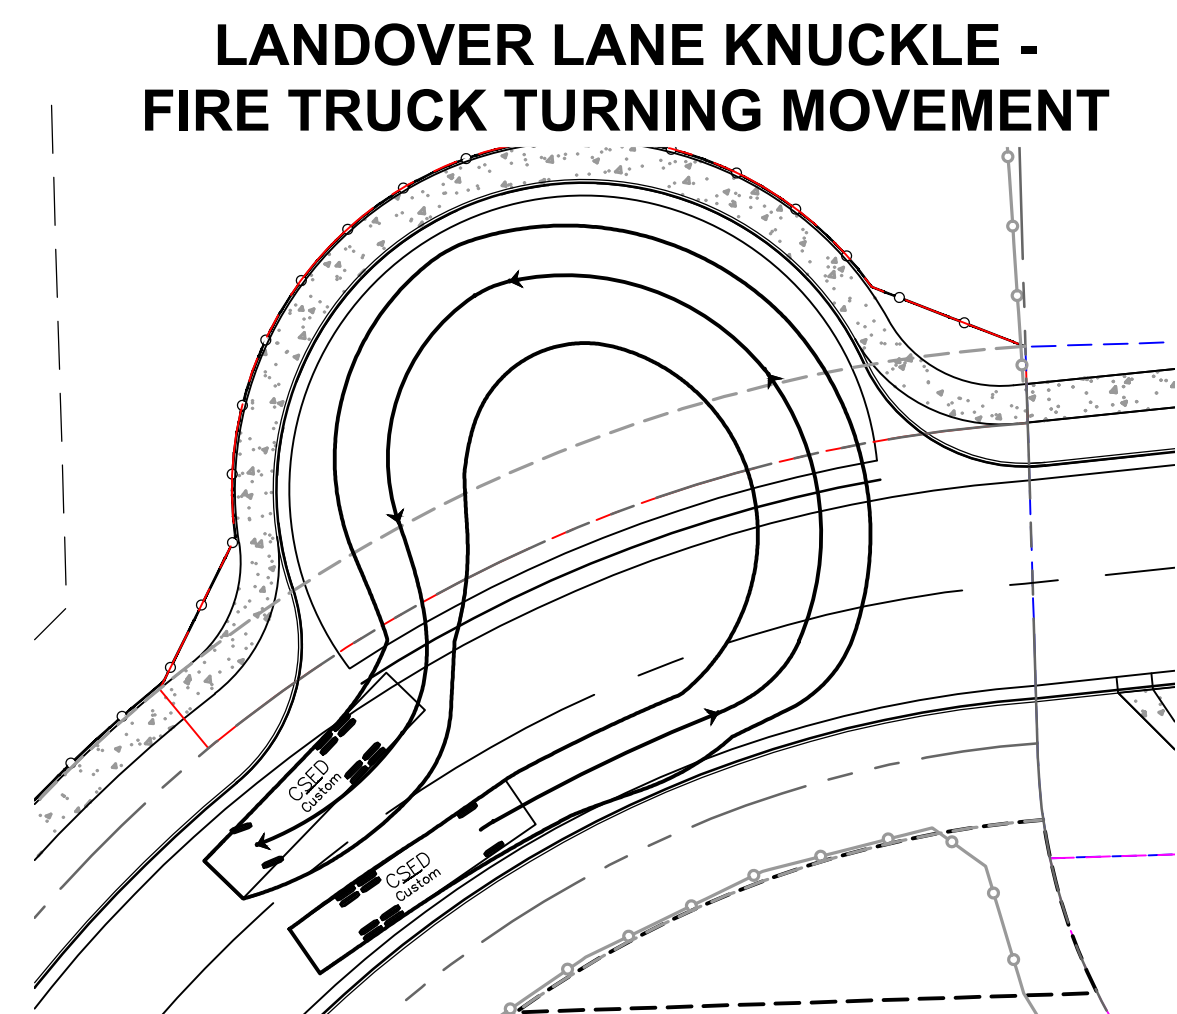 LANDOVER LANE KNUCKLE -
FIRE TRUCK TURNING MOVEMENT
CSED
Custom
CSED
Custom